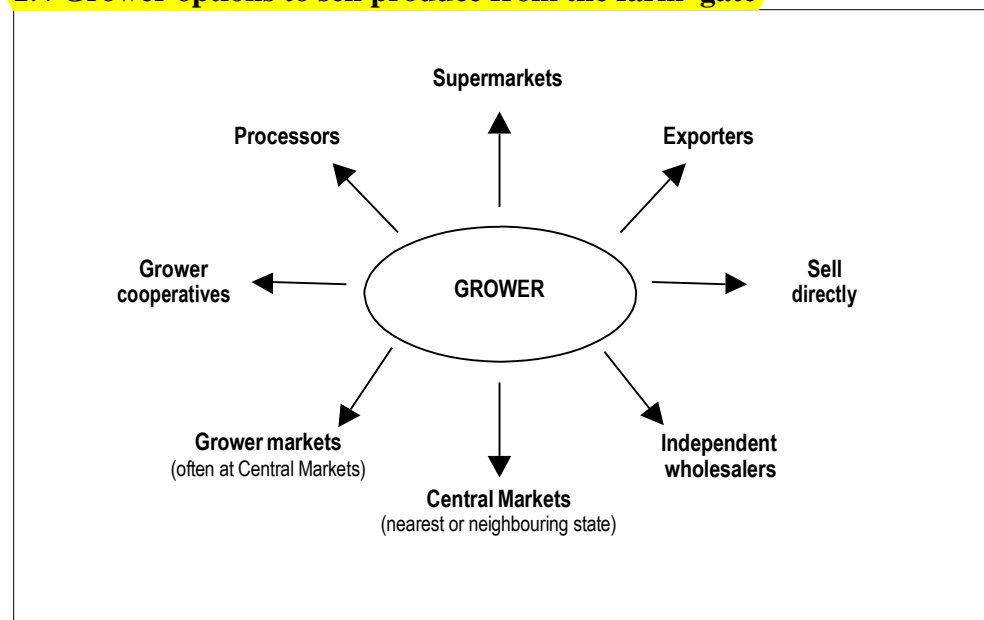 Grower options to sell produce from the farm gate
Supermarkets
Processors
Exporters
Grower
cooperatives
GROWER
Sell
directly
Grower markets
(often at Central Markets)
Independent
wholesalers
Central Markets
(nearest or neighbouring state)